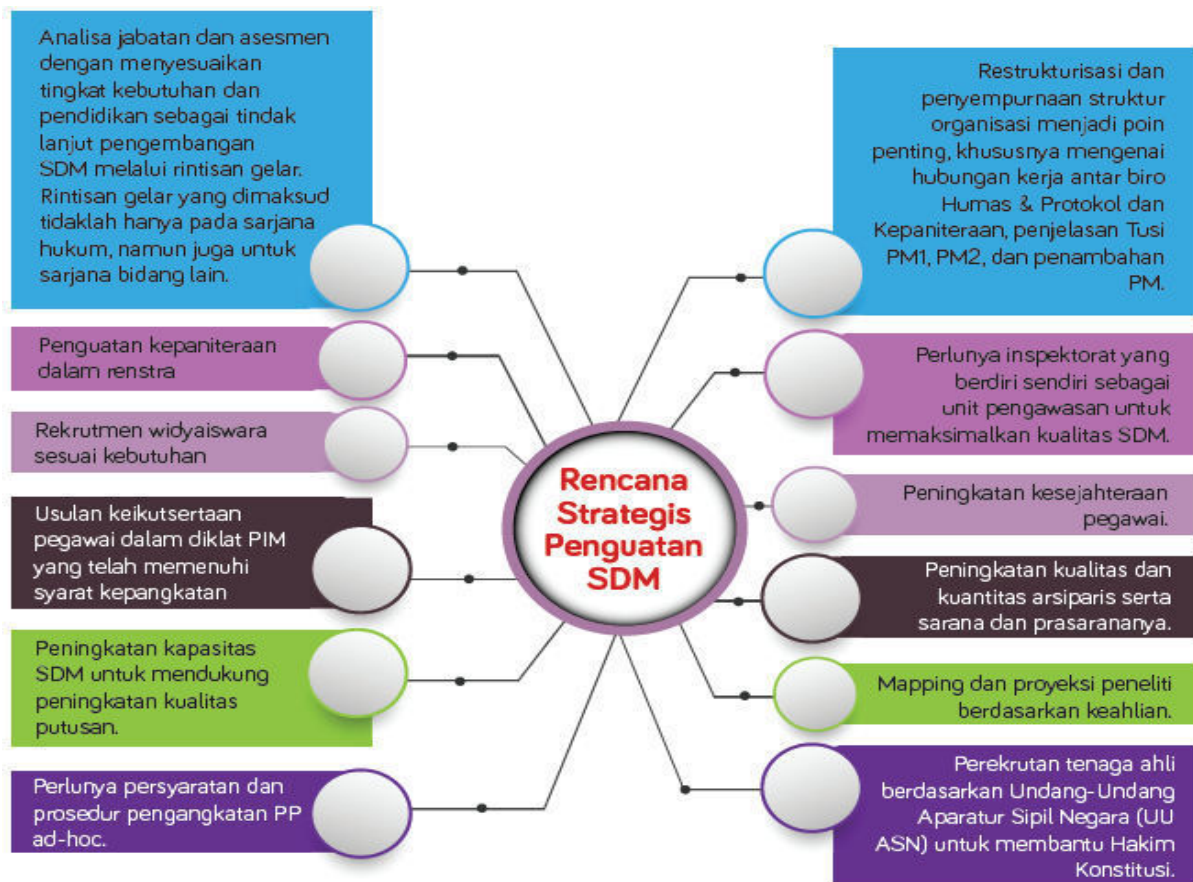 Analisa jabatan dan asesmen
dengan menyesuaikan
tingkat kebutuhan dan
pendidikan sebagai tindak
lanjut pengembangan
SDM melalui rintisan gelar.
Rintisan gelar yang dimaksud
tidaklah hanya pada sarjana
hukum, namun juga untuk
sarjana bidang lain.
Penguatan kepaniteraan
dalam renstra
Rekrutmen widyaiswara
sesuai kebutuhan
Usulan keikutsertaan
pegawai dalam diklat PIM
yang telah memenuhi
syarat kepangkatan
Peningkatan kapasitas
SDM untuk mendukung
peningkatan kualitas
putusan.
Perlunya persyaratan dan
prosedur pengangkatan PP
ad-hoc.
Rencana
Strategis
Penguatan
SDM
Restrukturisasi dan
penyempurnaan struktur
organisasi menjadi poin
penting, khususnya mengenai
hubungan kerja antar biro
Humas & Protokol dan
Kepaniteraan, penjelasan Tusi
PM1, PM2, dan penambahan
PM.
Perlunya inspektorat yang
berdiri sendiri sebagai
unit pengawasan untuk
memaksimalkan kualitas SDM.
Peningkatan kesejahteraan
pegawai.
Peningkatan kualitas dan
kuantitas arsiparis serta
sarana dan prasarananya.
Mapping dan proyeksi peneliti
berdasarkan keahlian.
Perekrutan tenaga ahli
berdasarkan Undang-Undang
Aparatur Sipil Negara (UU
ASN) untuk membantu Hakim
Konstitusi.